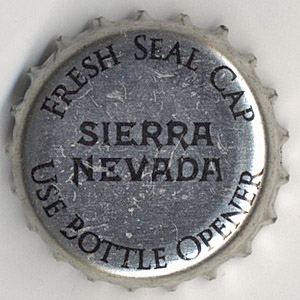 FRESH SEAL CAP
SIERRA
NEVADA
USE BOTTLE OPENER